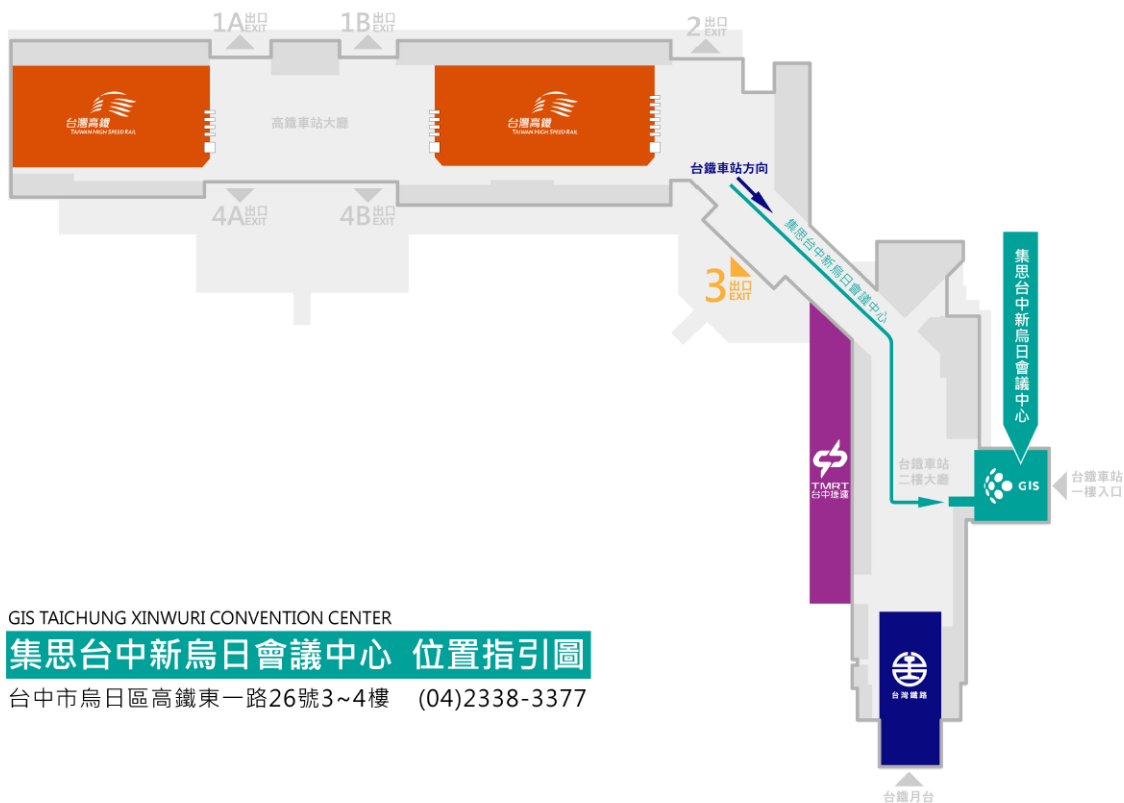 1A出口
EXIT
1B出口
EXIT
2出口
EXIT
台灣高鐵
TAIWAN HIGH SPEED RAIL
高鐵車站大廳
台灣高鐵
TAIWAN HIGH SPEED RAIL
台鐵車站方向
4A出口
EXIT
4B出口
EXIT
集思台中新烏日會議中心
3出口
EXIT
集思台中新烏日會議中心
TMRT
台中捷運
台鐵車站
二樓大廳
GIS
台鐵車站
一樓入口
GIS TAICHUNG XINWURI CONVENTION CENTER
集思台中新烏日會議中心 位置指引圖
台中市烏日區高鐵東一路26號3~4樓 (04)2338-3377
台灣鐵路
台鐵月台